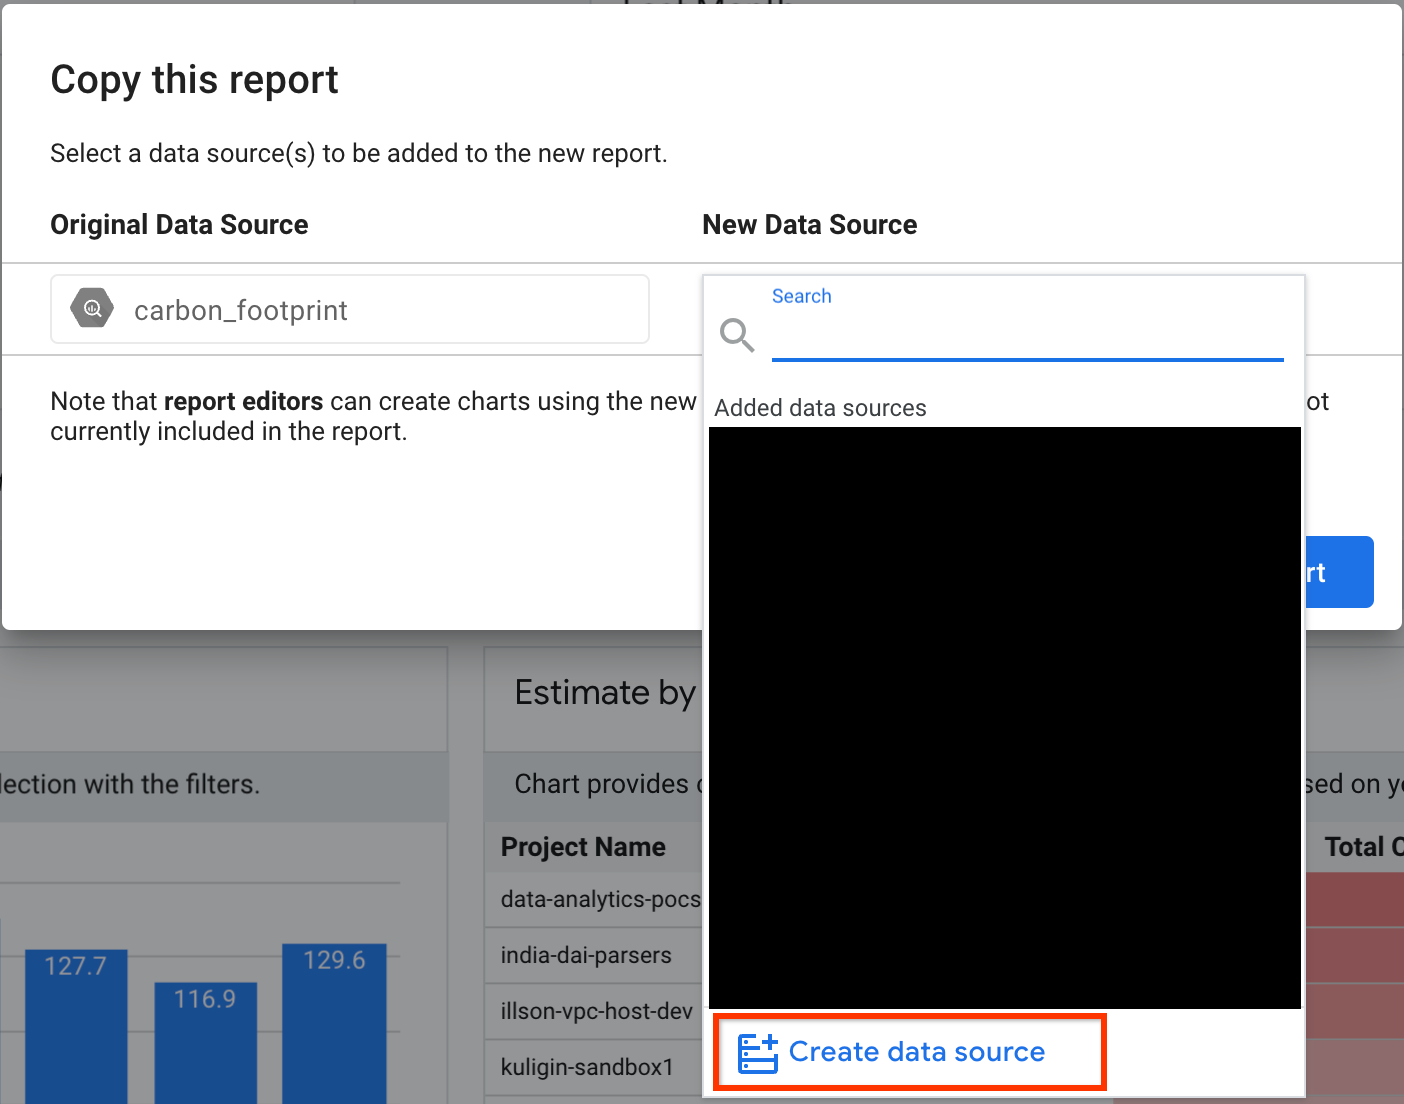 Copy this report
Select a data source(s) to be added to the new report.
Original Data Source
New Data Source
carbon_footprint
Search
Note that report editors can create charts using the new
ot
currently included in the report.
Added data sources
rt
Create data source
Estimate by
lection with the filters.
Chart provides
sed on
Project Name
Total
data-analytics-pocs
india-dai-parsers
illson-vpc-host-dev
kuligin-sandbox1
127.7
116.9
129.6